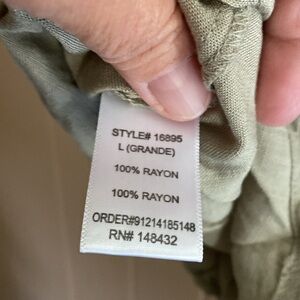 STYLE# 16895
L (GRANDE)
100% RAYON
100% RAYON
ORDER#91214185148
RN# 148432